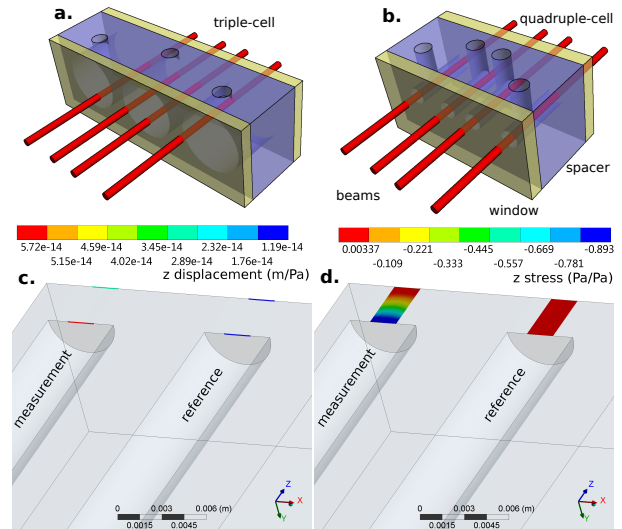 a.
triple-cell
b.
quadruple-cell
beams
window
spacer
5.72e-14 4.59e-14 3.45e-14 2.32e-14 1.19e-14
5.15e-14 4.02e-14 2.89e-14 1.76e-14
z displacement (m/Pa)
0.00337 -0.221 -0.445 -0.669 -0.893
-0.109 -0.333 -0.557 -0.781
z stress (Pa/Pa)
c.
measurement
reference
0 0.003 0.006 (m)
0.0015 0.0045
Z
X
Y
d.
measurement
reference
0 0.003 0.006 (m)
0.0015 0.0045
Z
X
Y